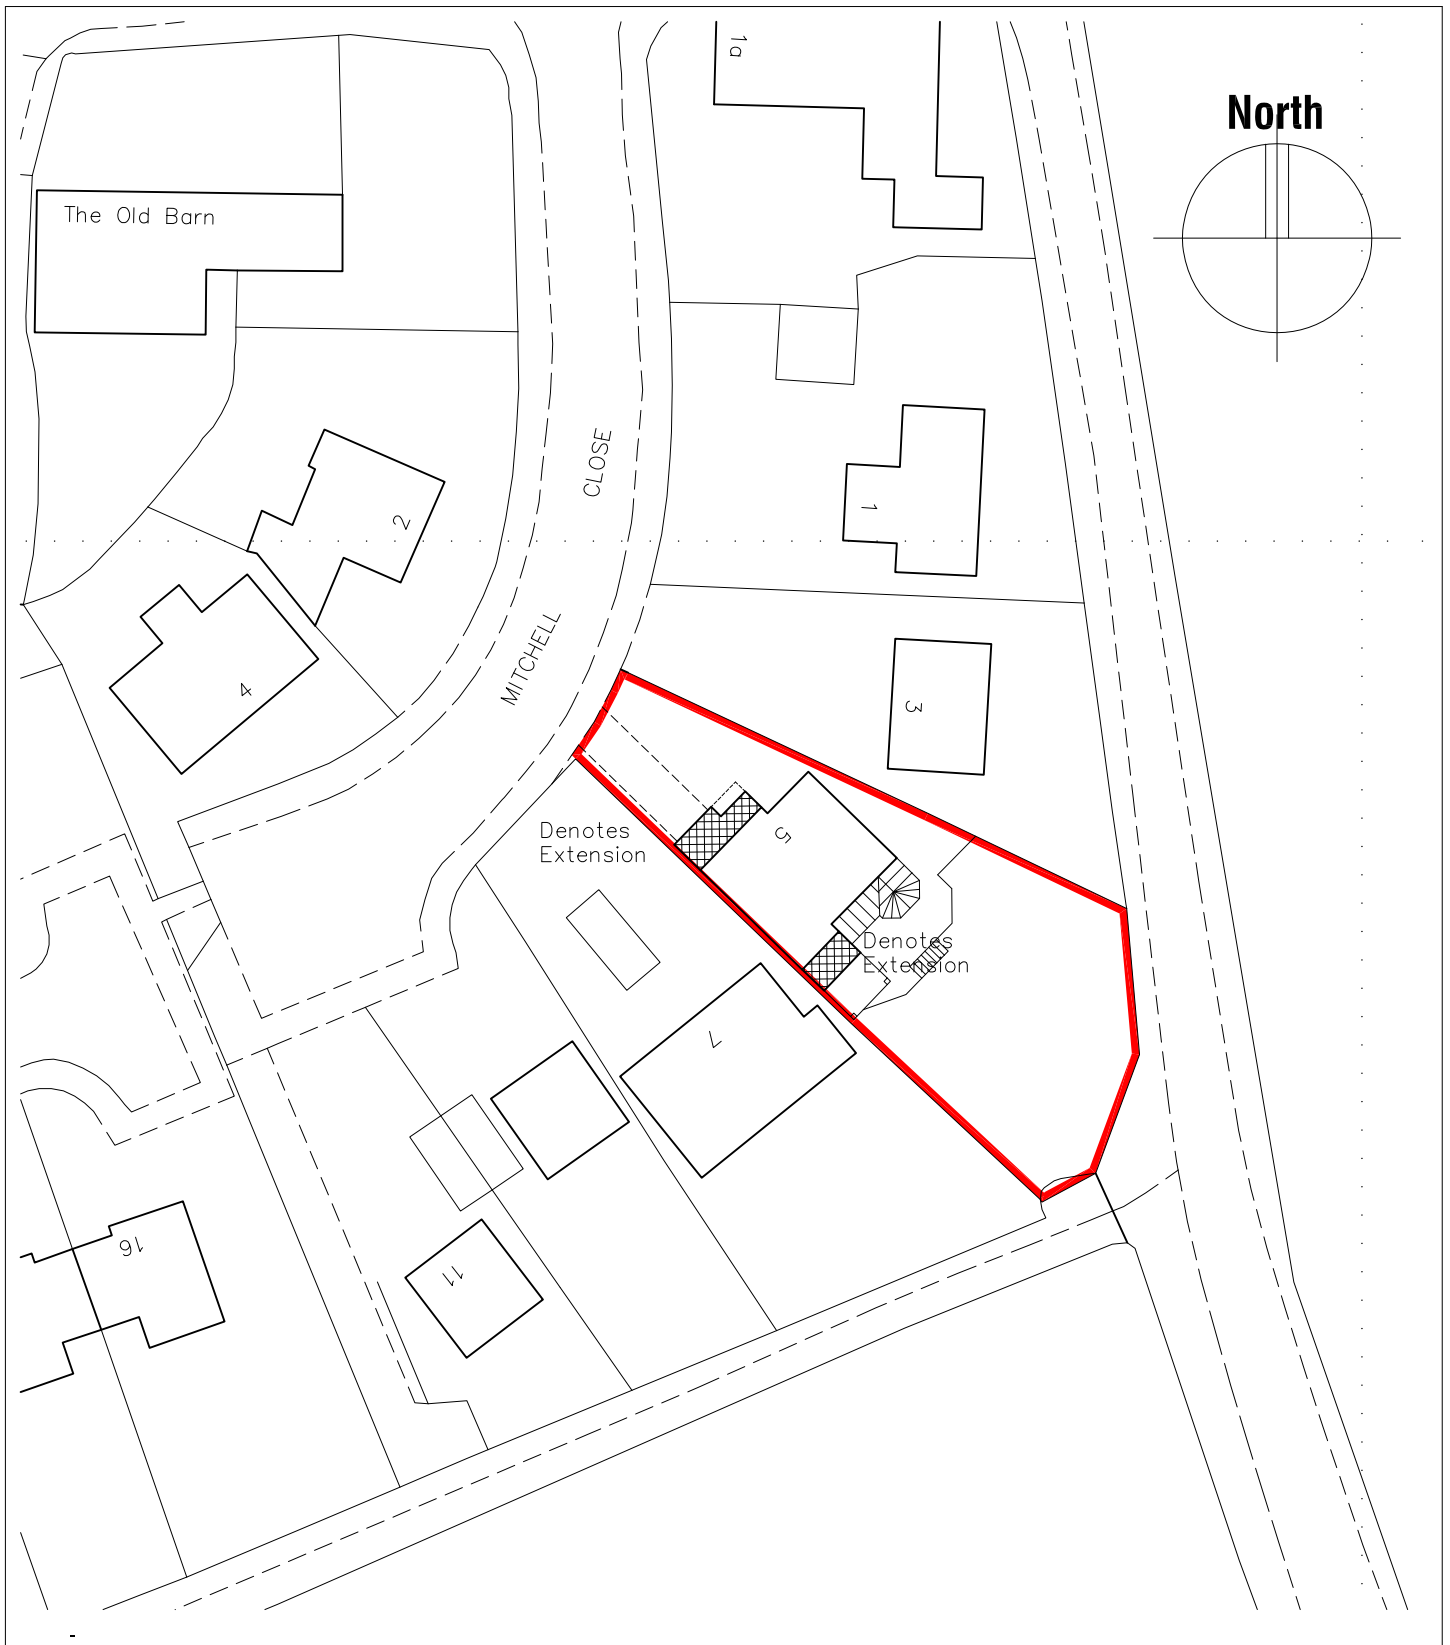 1a
North
The Old Barn
CLOSE
2
1
MITCHELL
4
3
5
Denotes
Extension
Denotes
Extension
7
16
11